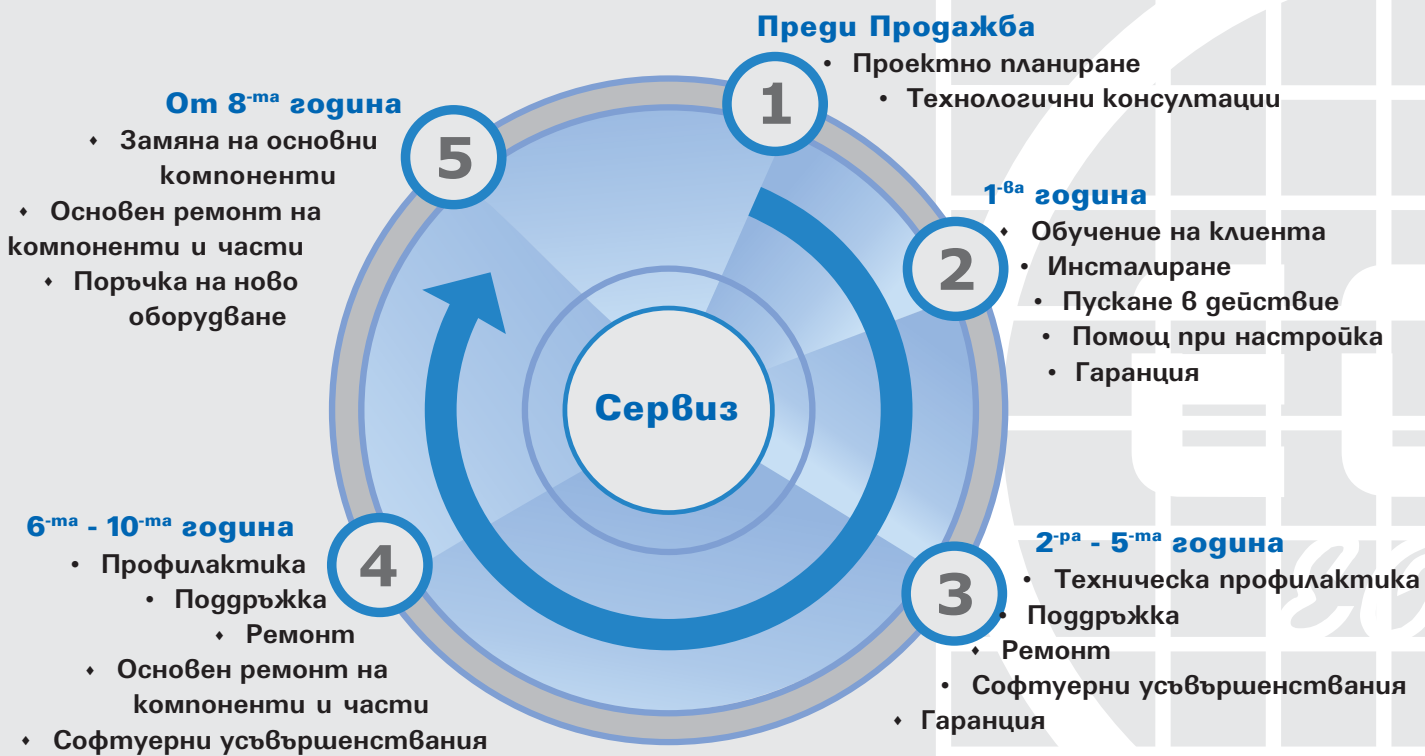 Преди Продажба
• Проектно планиране
• Технологични консултации
1
1-ва година
• Обучение на клиента
• Инсталиране
• Пускане в действие
• Помощ при настройка
• Гаранция
2
2-ра - 5-та година
• Техническа профилактика
• Поддръжка
• Ремонт
• Софтуерни усъвършенствания
• Гаранция
3
6-та - 10-та година
• Профилактика
• Поддръжка
• Ремонт
• Основен ремонт на
компоненти и части
• Софтуерни усъвършенствания
4
От 8-та година
• Замяна на основни
компоненти
• Основен ремонт на
компоненти и части
• Поръчка на ново
оборудване
5
Сервиз